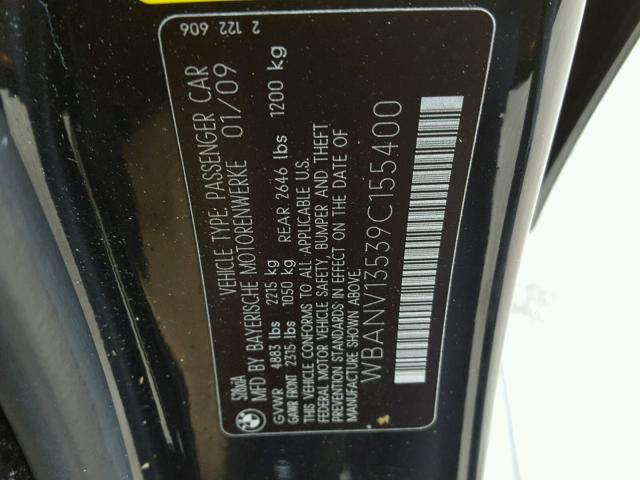 VEHICLE TYPE: PASSENGER CAR
MFD BY BAYERISCHE MOTORENWERKE 01/09
528xiA
GVWR 4883 lbs 2215 kg
GAWR FRONT 2315 lbs 1050 kg REAR 2646 lbs 1200 kg
THIS VEHICLE CONFORMS TO ALL APPLICABLE U.S.
FEDERAL MOTOR VEHICLE SAFETY, BUMPER AND THEFT
PREVENTION STANDARDS IN EFFECT ON THE DATE OF
MANUFACTURE SHOWN ABOVE.
WBANV13539C155400
2 122 606